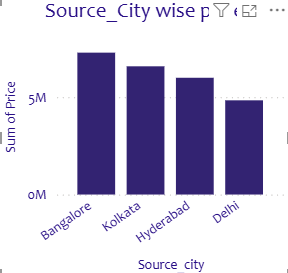 Source_City wise p
Sum of Price
5M
0M
Bangalore
Kolkata
Hyderabad
Delhi
Source_city